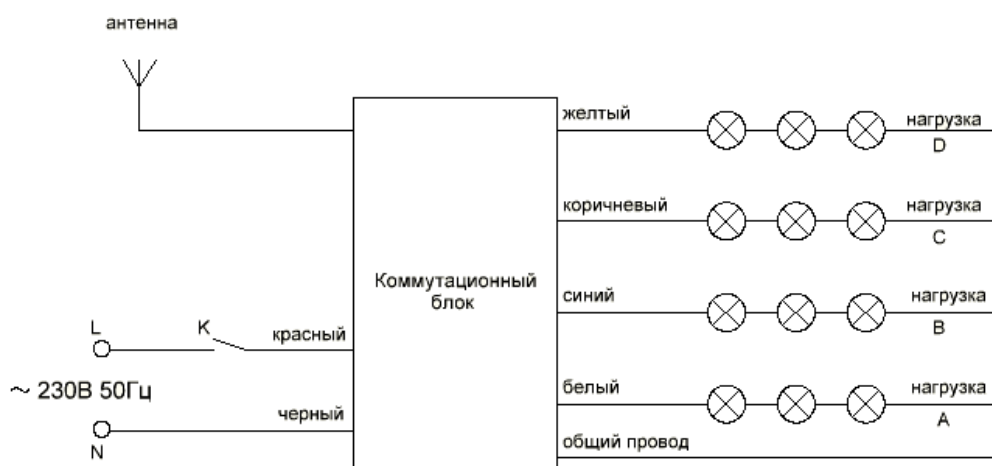 антенна
желтый
нагрузка
D
коричневый
нагрузка
C
Коммутационный
блок
синий
нагрузка
B
L
K
красный
~ 230В 50Гц
белый
нагрузка
A
черный
N
общий провод